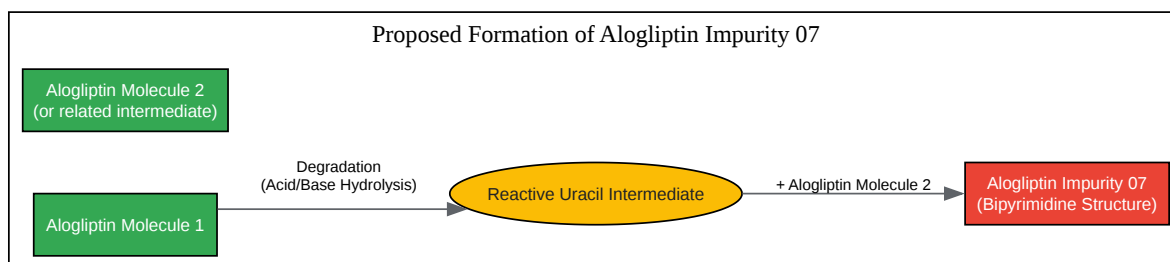 Proposed Formation of Alogliptin Impurity 07
Alogliptin Molecule 2
(or related intermediate)
Degradation
(Acid/Base Hydrolysis)
Alogliptin Molecule 1
Reactive Uracil Intermediate
+ Alogliptin Molecule 2
Alogliptin Impurity 07
(Bipyrimidine Structure)